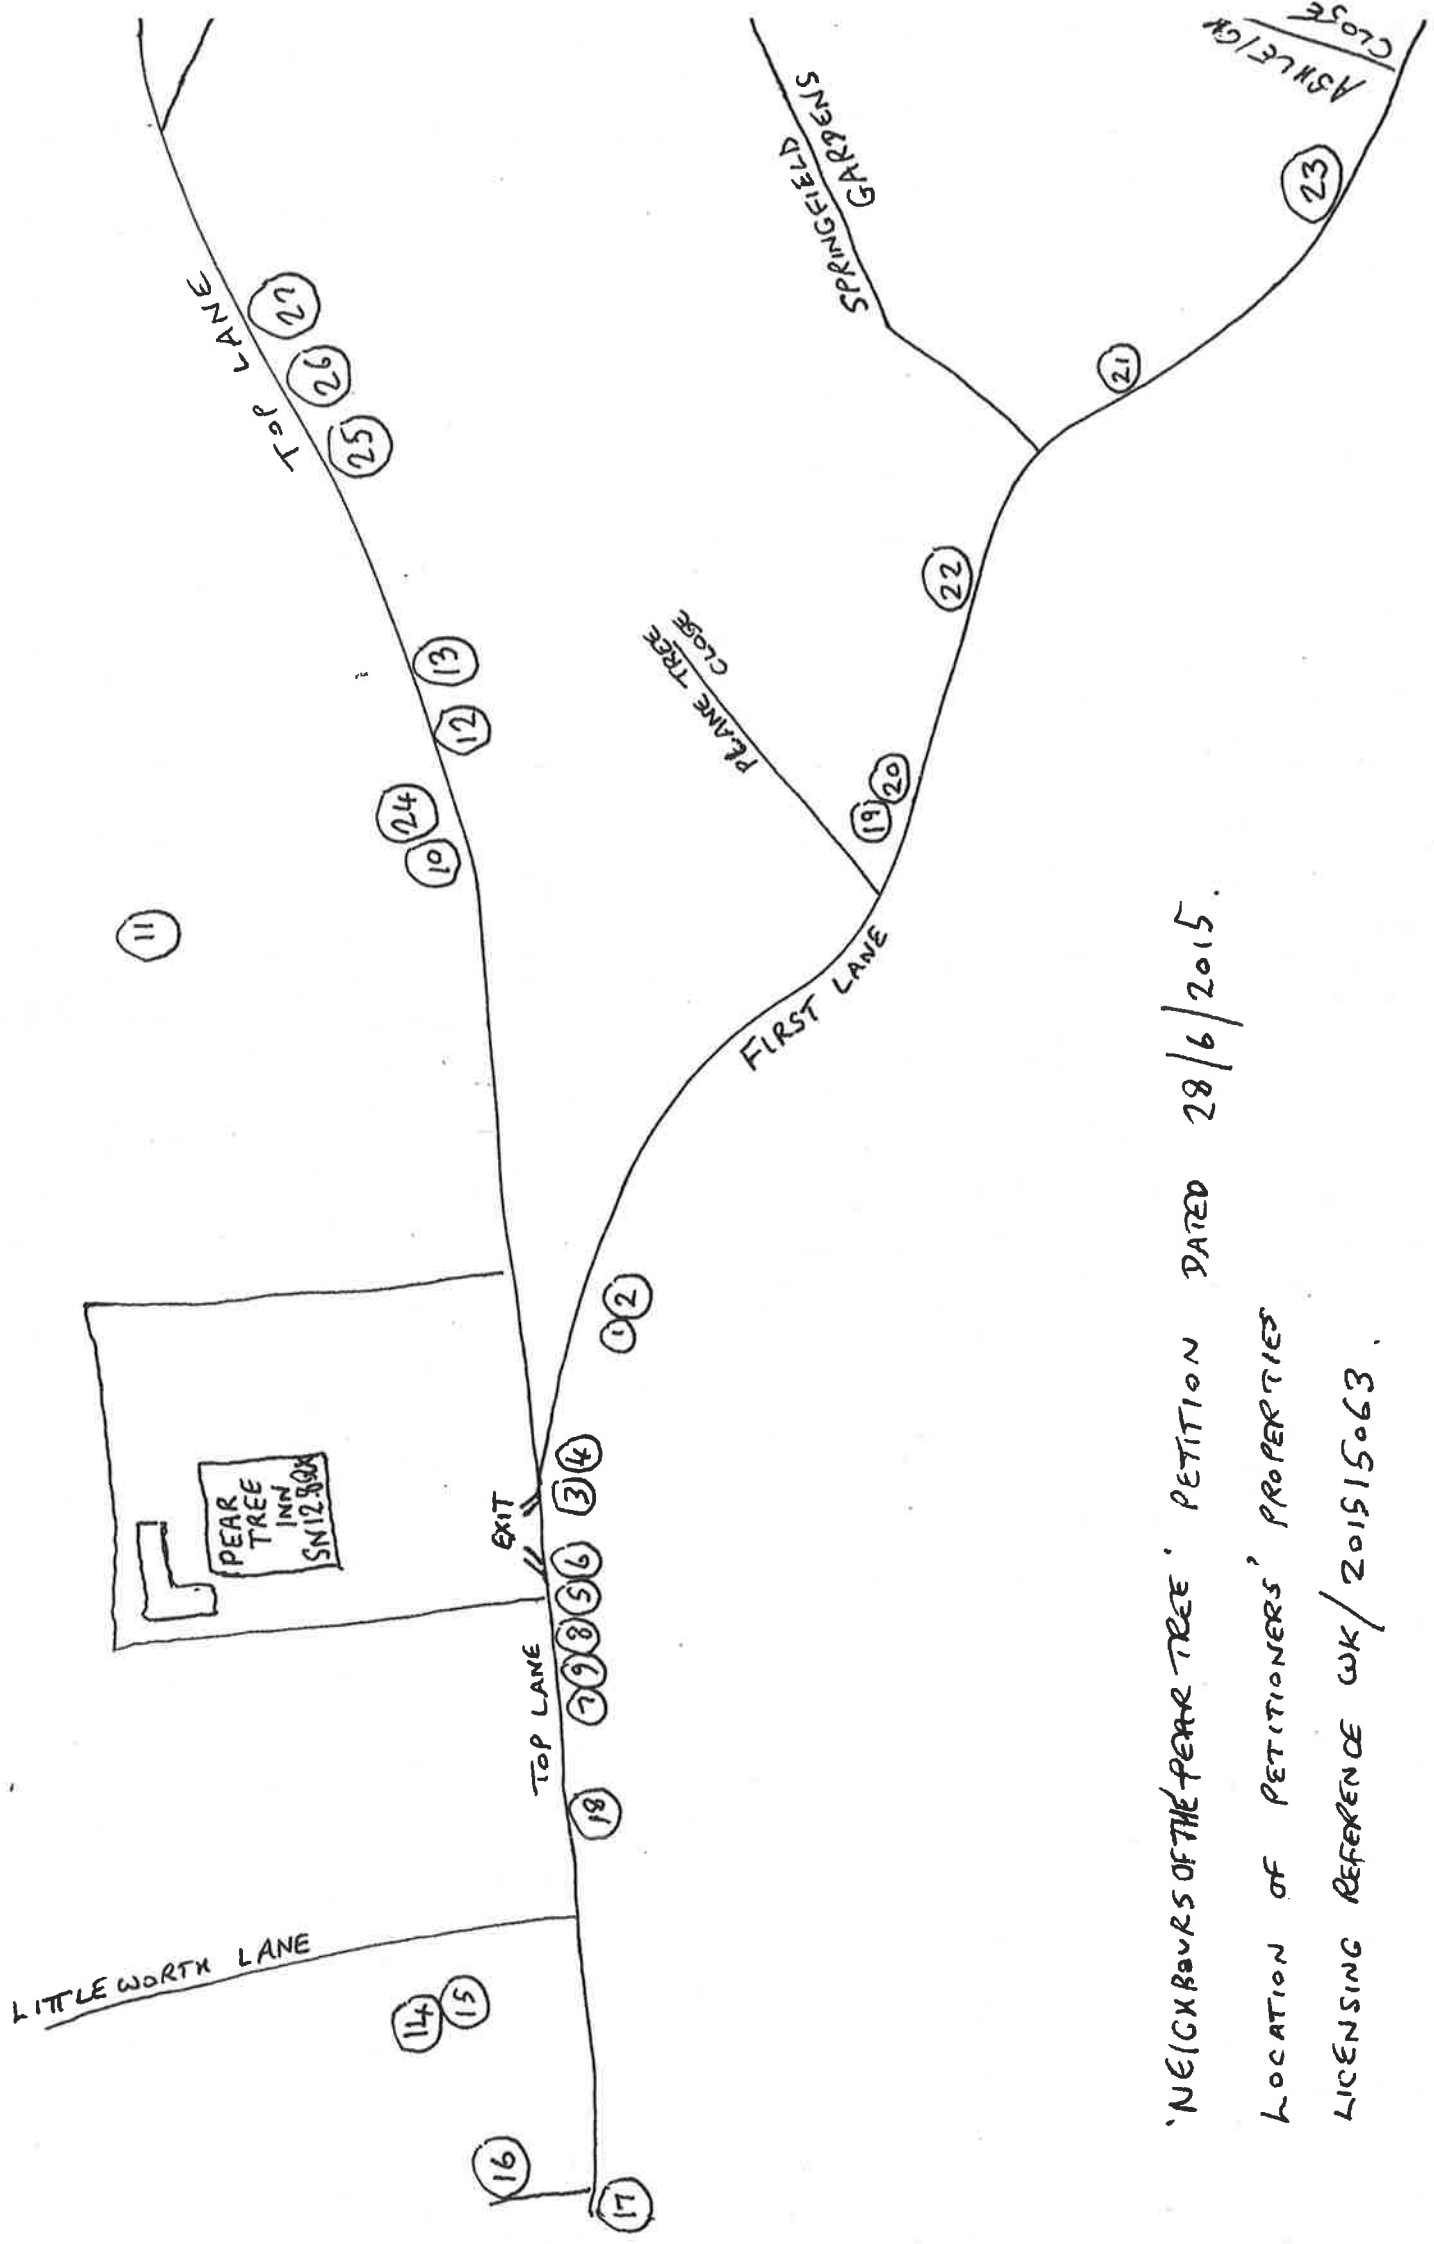 LITTLEWORTH LANE
14
15
16
17
18
TOP LANE
7
9
8
5
6
EXIT
3
4
1
2
PEAR
TREE
INN
SN12 8QX
11
10
24
12
13
TOP LANE
25
26
27
FIRST LANE
19
20
PLANE TREE
CLOSE
22
SPRINGFIELD
GARDENS
21
23
ASHLEIGH
CLOSE
'NEIGHBOURS OF THE PEAR TREE' PETITION DATED 28/6/2015.
LOCATION OF PETITIONERS' PROPERTIES
LICENSING REFERENCE WK/201515063.